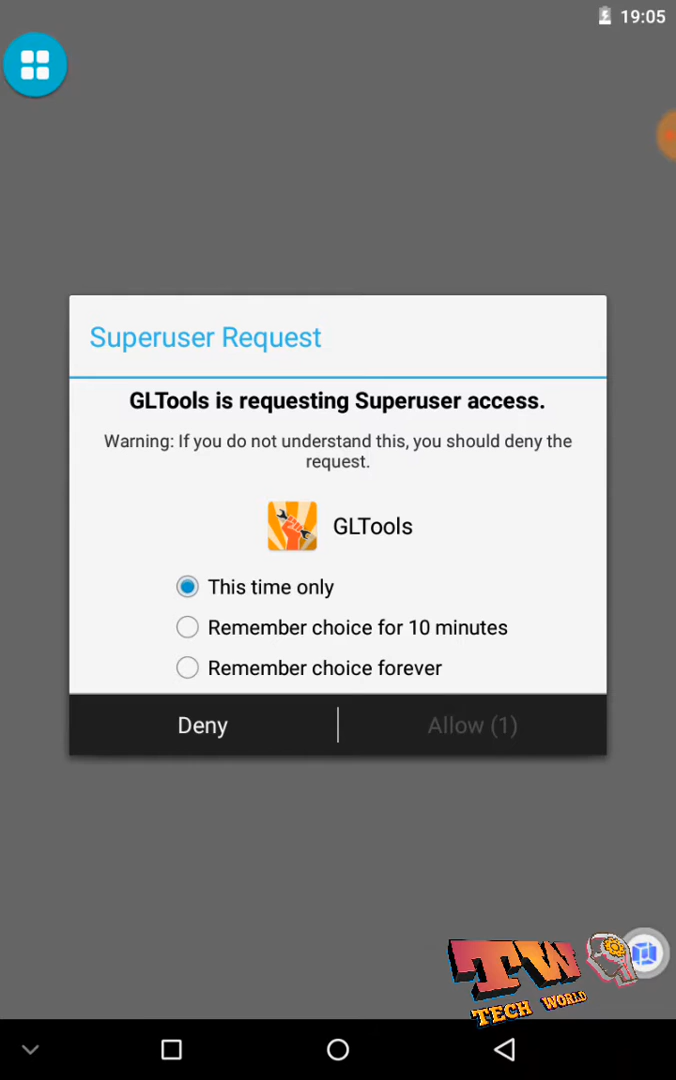 19:05
Superuser Request
GLTools is requesting Superuser access.
Warning: If you do not understand this, you should deny the
request.
GLTools
This time only
Remember choice for 10 minutes
Remember choice forever
Deny
Allow (1)
TW
TECH WORLD